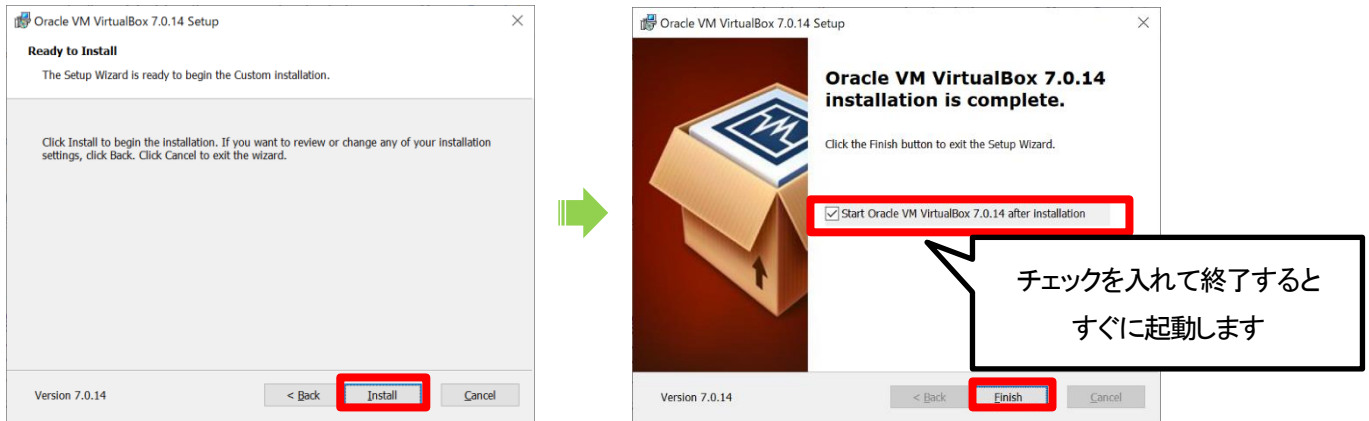 Oracle VM VirtualBox 7.0.14 Setup
Ready to Install
The Setup Wizard is ready to begin the Custom installation.
Click Install to begin the installation. If you want to review or change any of your installation
settings, click Back. Click Cancel to exit the wizard.
Version 7.0.14
< Back
Install
Cancel
Oracle VM VirtualBox 7.0.14 Setup
Oracle VM VirtualBox 7.0.14
installation is complete.
Click the Finish button to exit the Setup Wizard.
Start Oracle VM VirtualBox 7.0.14 after installation
チェックを入れて終了すると
すぐに起動します
Version 7.0.14
< Back
Finish
Cancel